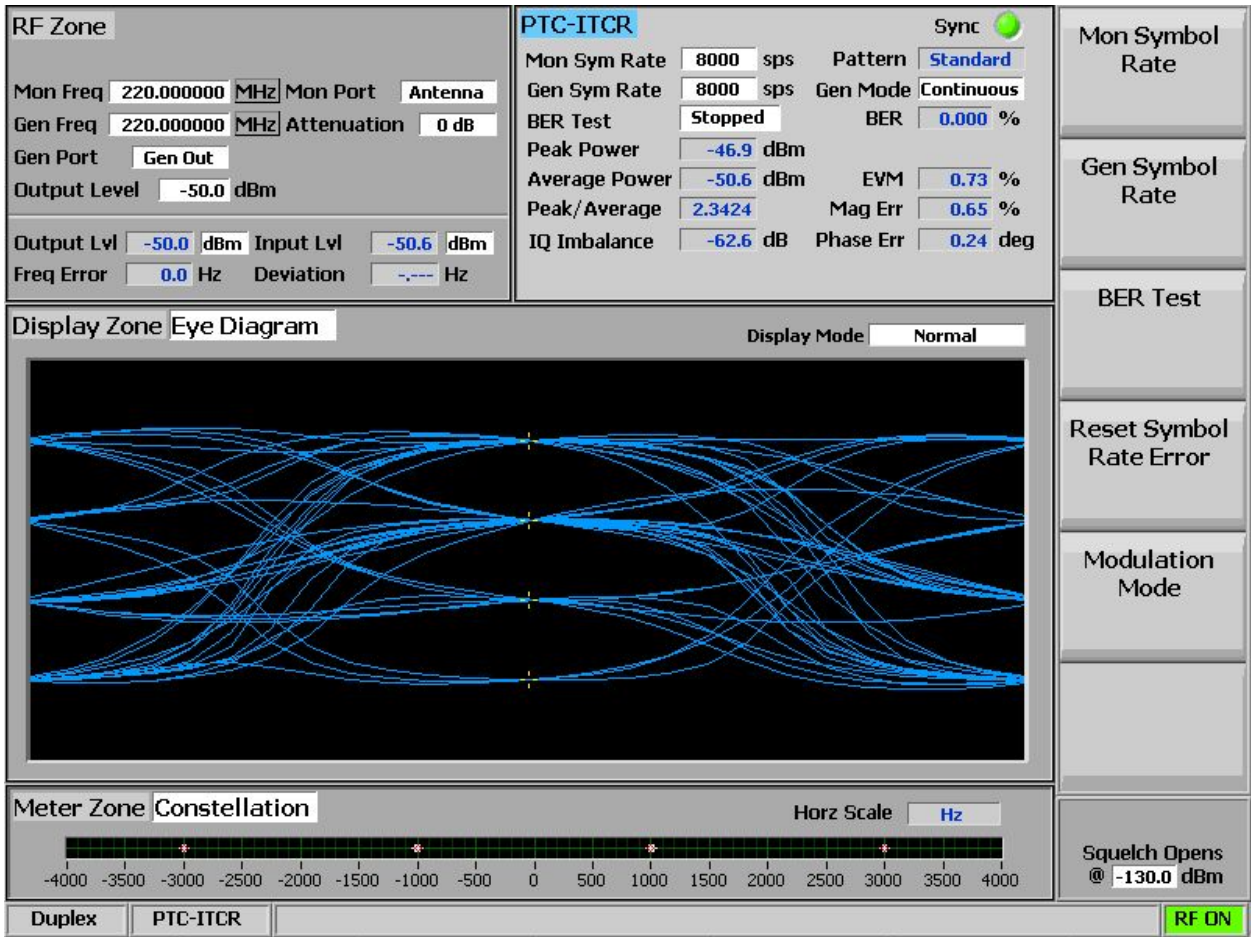 RF Zone
Mon Freq 220.000000 MHz Mon Port Antenna
Gen Freq 220.000000 MHz Attenuation 0 dB
Gen Port Gen Out
Output Level -50.0 dBm
Output Lvl -50.0 dBm Input Lvl -50.6 dBm
Freq Error 0.0 Hz Deviation -.--- Hz
PTC-ITCR Sync
Mon Sym Rate 8000 sps Pattern Standard
Gen Sym Rate 8000 sps Gen Mode Continuous
BER Test Stopped BER 0.000 %
Peak Power -46.9 dBm
Average Power -50.6 dBm EVM 0.73 %
Peak/Average 2.3424 Mag Err 0.65 %
IQ Imbalance -62.6 dB Phase Err 0.24 deg
Display Zone Eye Diagram
Display Mode Normal
Meter Zone Constellation
Horz Scale Hz
-4000 -3500 -3000 -2500 -2000 -1500 -1000 -500 0 500 1000 1500 2000 2500 3000 3500 4000
Duplex PTC-ITCR
Mon Symbol
Rate
Gen Symbol
Rate
BER Test
Reset Symbol
Rate Error
Modulation
Mode
Squelch Opens
@ -130.0 dBm
RF ON